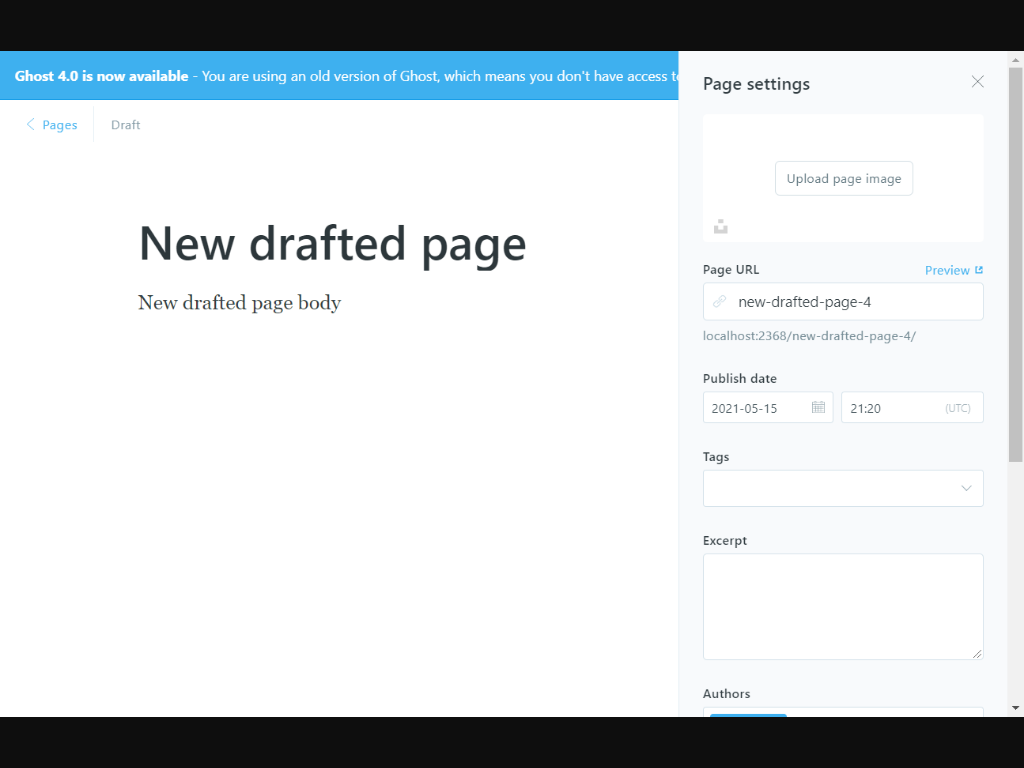 Ghost 4.0 is now available - You are using an old version of Ghost, which means you don't have access
Pages
Draft
New drafted page
New drafted page body
Page settings
Upload page image
Page URL
Preview
new-drafted-page-4
localhost:2368/new-drafted-page-4/
Publish date
2021-05-15
21:20
(UTC)
Tags
Excerpt
Authors